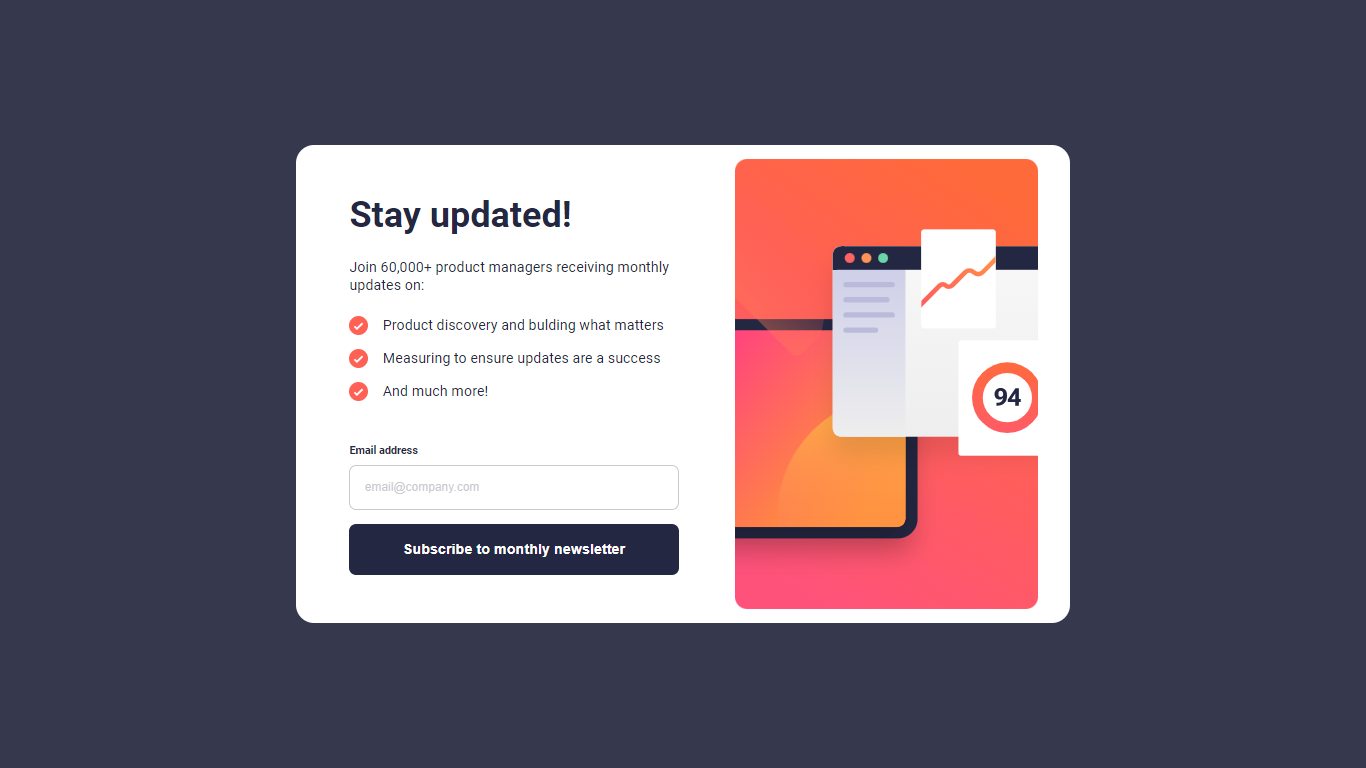 Stay updated!
Join 60,000+ product managers receiving monthly
updates on:
Product discovery and bulding what matters
Measuring to ensure updates are a success
And much more!
Email address
email@company.com
Subscribe to monthly newsletter
94